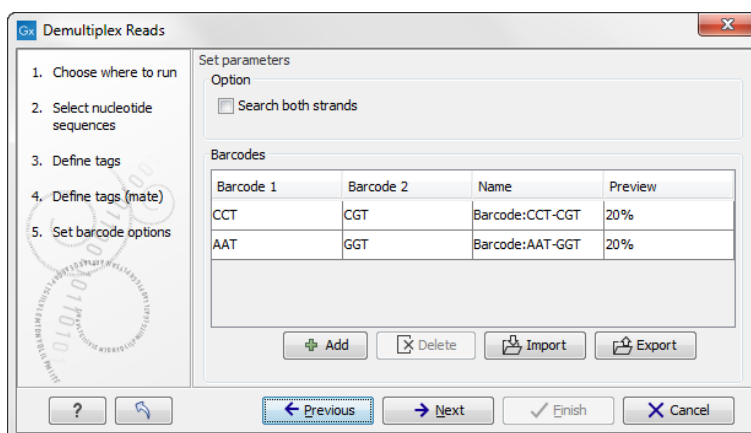 Gx Demultiplex Reads
1. Choose where to run
2. Select nucleotide
sequences
3. Define tags
4. Define tags (mate)
5. Set barcode options
Set parameters
Option
Search both strands
Barcodes
Barcode 1 Barcode 2 Name Preview
CCT CGT Barcode:CCT-CGT 20%
AAT GGT Barcode:AAT-GGT 20%
Add Delete Import Export
? Previous Next Finish Cancel